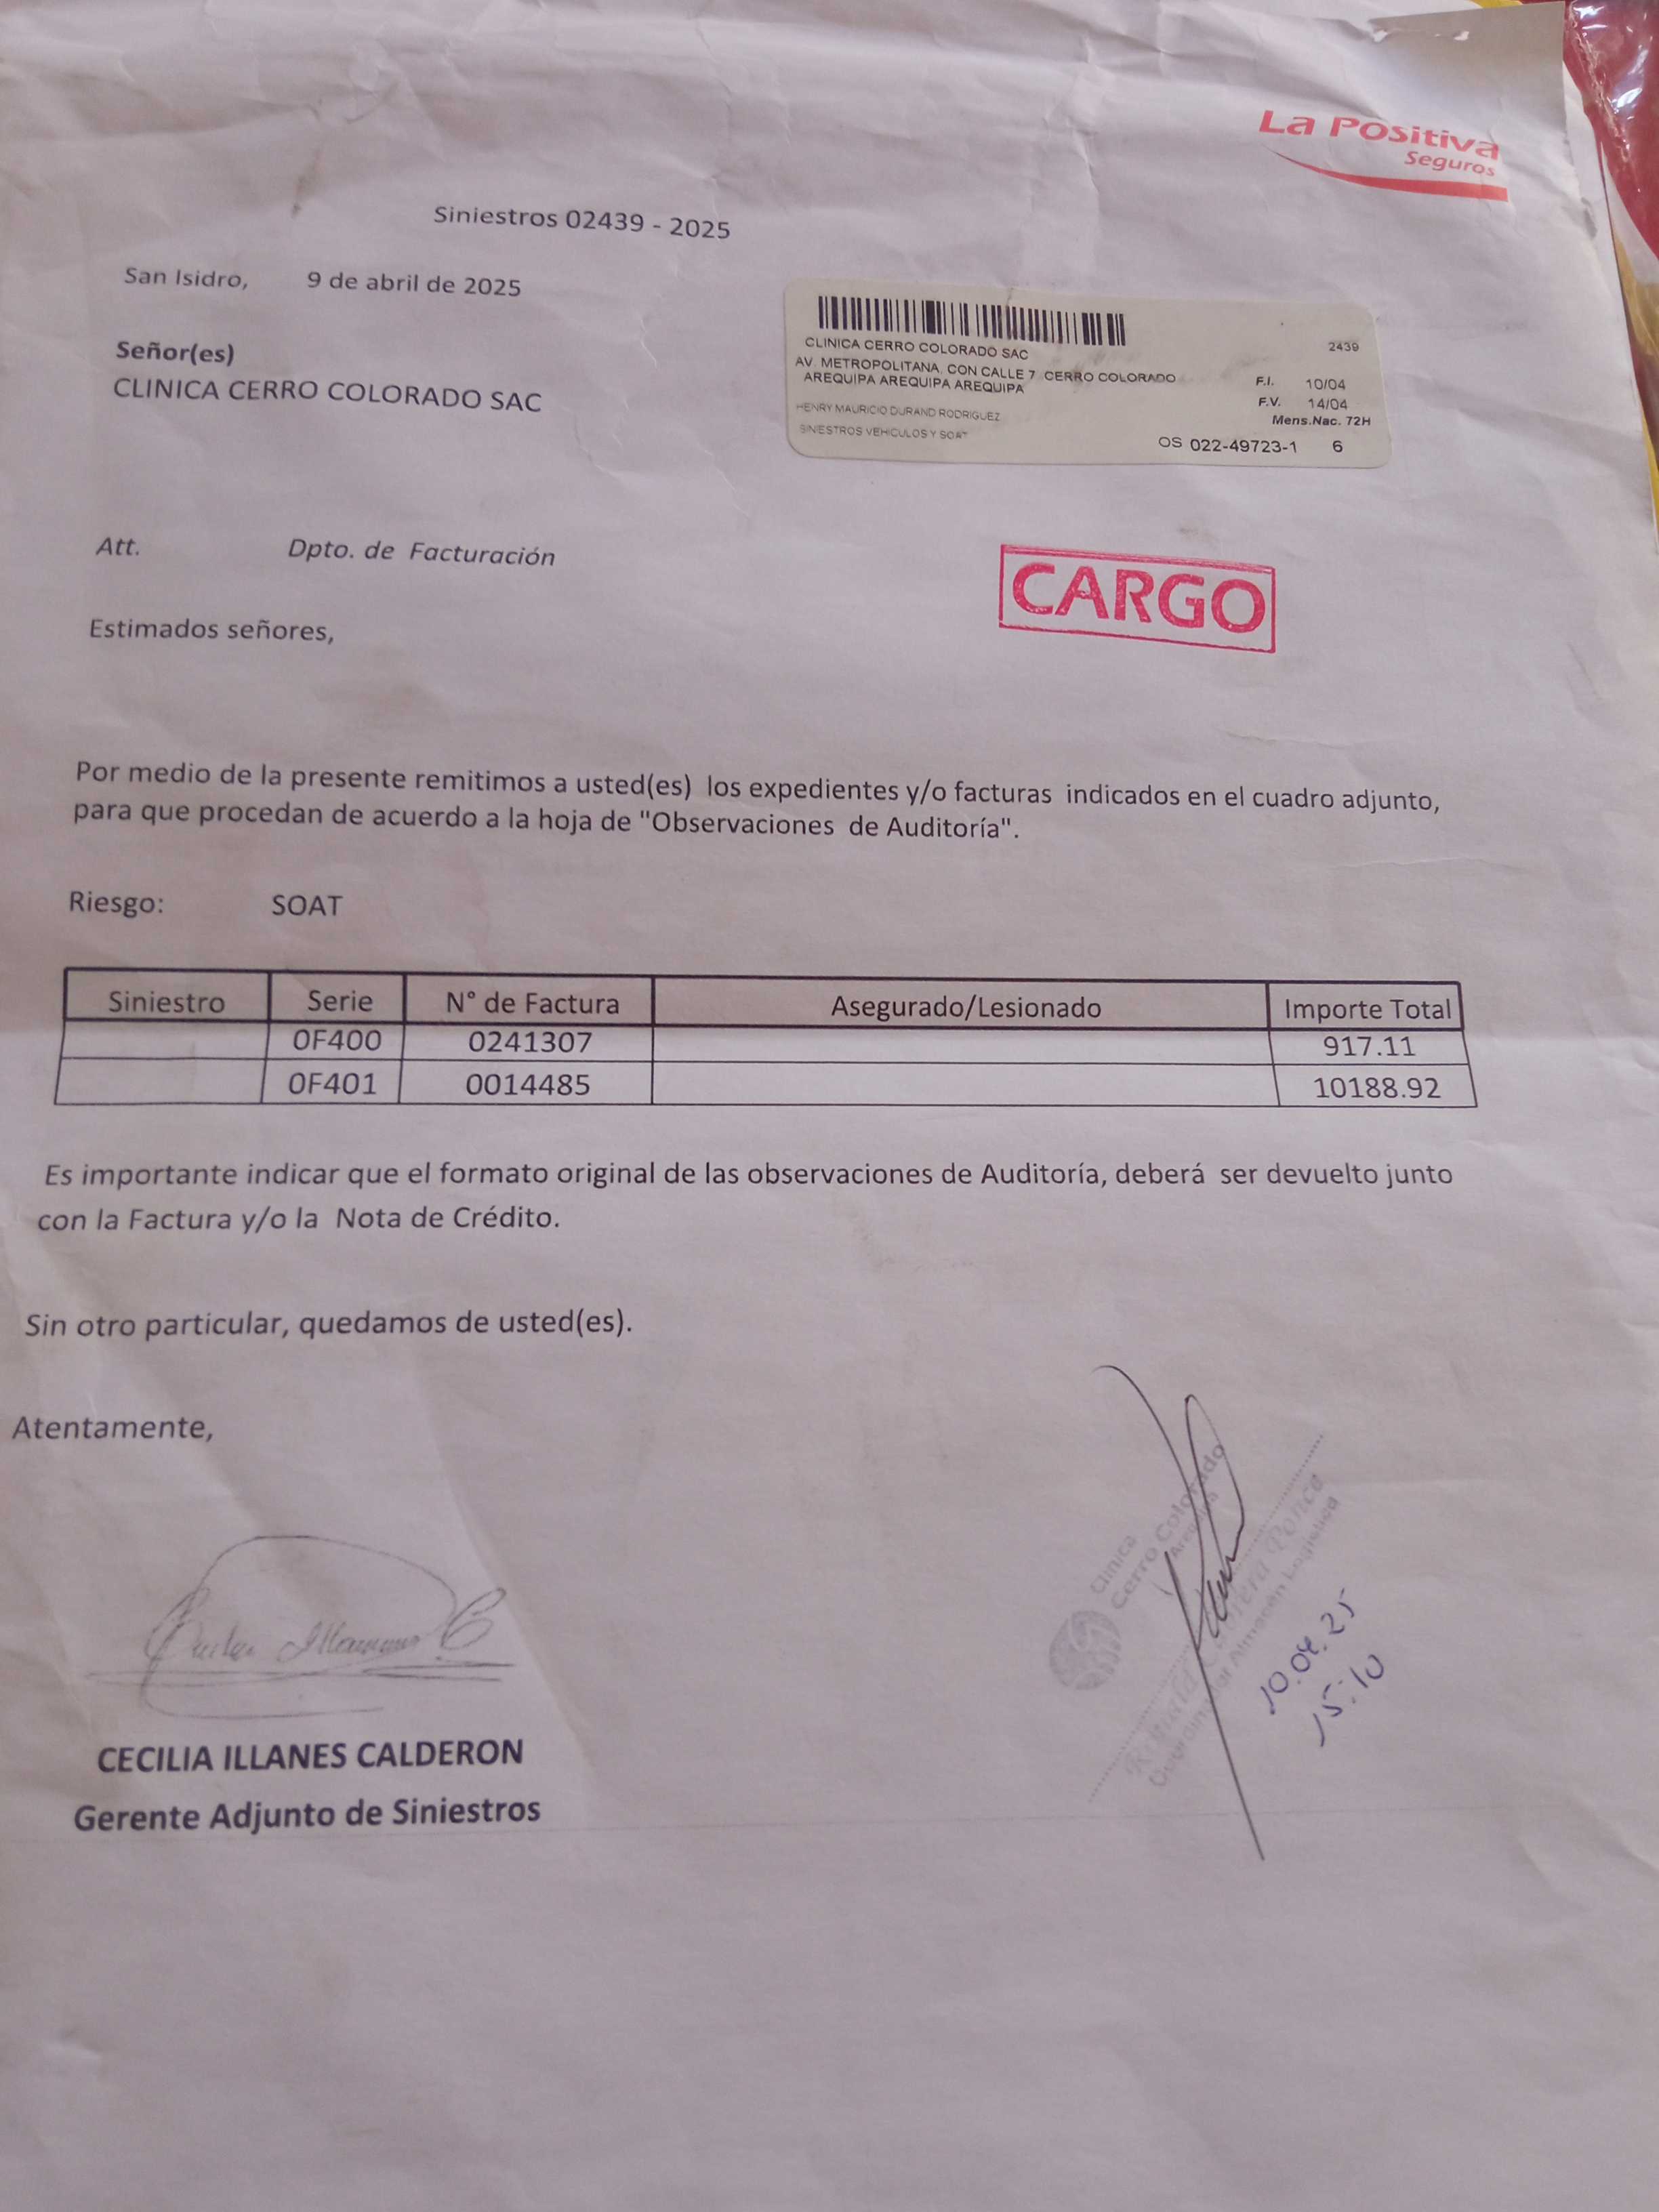 La Positiva
Seguros
Siniestros 02439 - 2025
San Isidro, 9 de abril de 2025
Señor(es)
CLINICA CERRO COLORADO SAC
CLINICA CERRO COLORADO SAC 2439
AV. METROPOLITANA. CON CALLE 7 CERRO COLORADO
AREQUIPA AREQUIPA AREQUIPA
F.I. 10/04
F.V. 14/04
HENRY MAURICIO DURAND RODRIGUEZ
Mens.Nac. 72H
SINIESTROS VEHICULOS Y SOAT
OS 022-49723-1 6
Att. Dpto. de Facturación
CARGO
Estimados señores,
Por medio de la presente remitimos a usted(es) los expedientes y/o facturas indicados en el cuadro adjunto,
para que procedan de acuerdo a la hoja de "Observaciones de Auditoría".
Riesgo: SOAT
Siniestro Serie N° de Factura Asegurado/Lesionado Importe Total
0F400 0241307 917.11
0F401 0014485 10188.92
Es importante indicar que el formato original de las observaciones de Auditoría, deberá ser devuelto junto
con la Factura y/o la Nota de Crédito.
Sin otro particular, quedamos de usted(es).
Atentamente,
CECILIA ILLANES CALDERON
Gerente Adjunto de Siniestros
Clínica
Cerro Colorado
Arequipa
Ponce
Almacén Logística
10.04.25
15:10